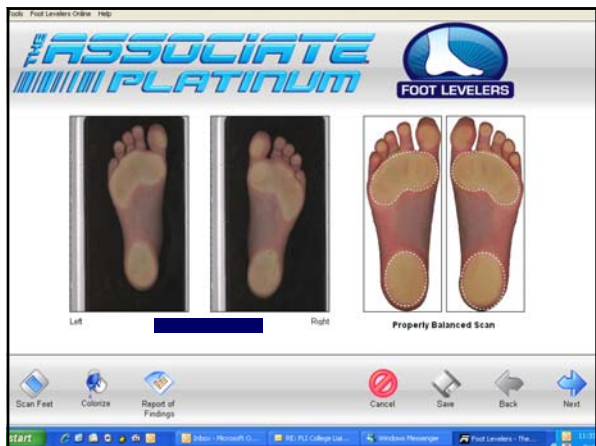 Tools Foot Levelers Online Help
THE ASSOCIATE
PLATINUM
FOOT LEVELERS
Left
Right
Properly Balanced Scan
Scan Feet
Colorize
Report of
Findings
Cancel
Save
Back
Next
start
Inbox - Microsoft O...
RE: PLI College Lia...
Windows Messenger
Foot Levelers - The...